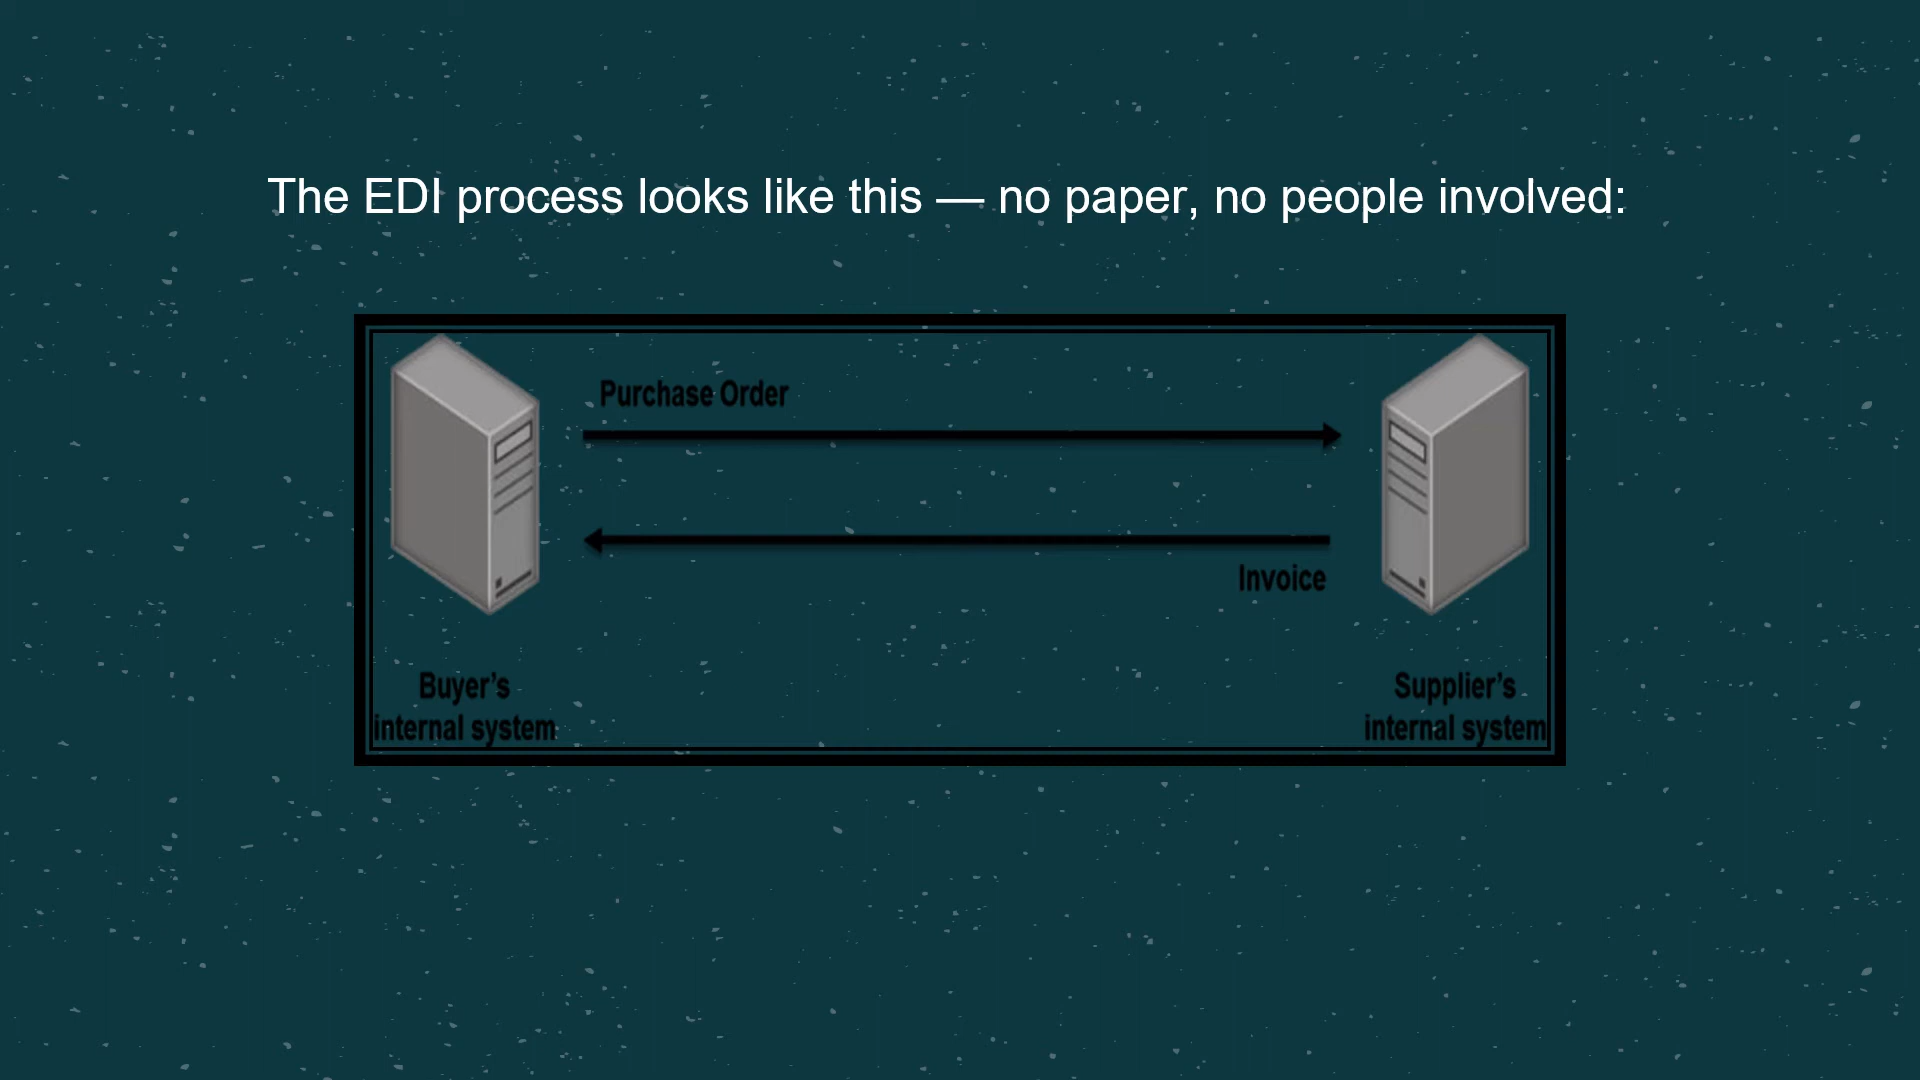 The EDI process looks like this — no paper, no people involved:
Purchase Order
Invoice
Buyer’s
internal system
Supplier’s
internal system